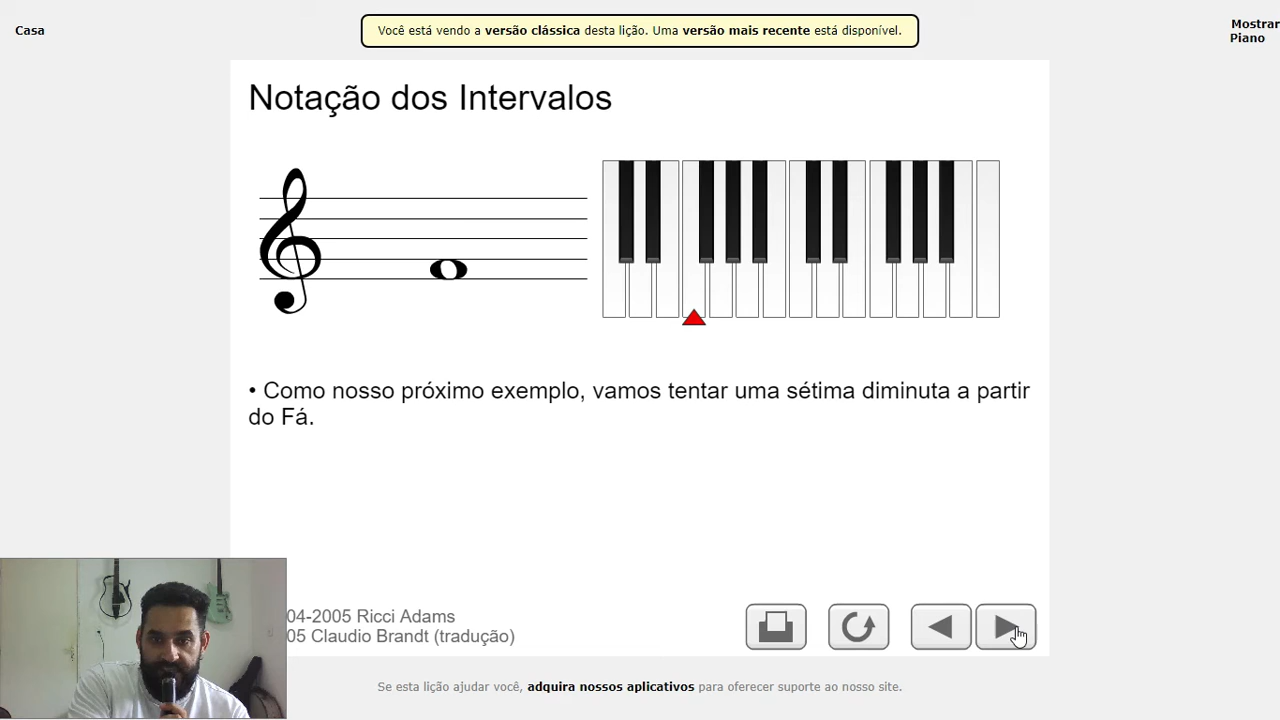 Casa
Você está vendo a versão clássica desta lição. Uma versão mais recente está disponível.
Mostrar
Piano
Notação dos Intervalos
• Como nosso próximo exemplo, vamos tentar uma sétima diminuta a partir
do Fá.
04-2005 Ricci Adams
05 Claudio Brandt (tradução)
Se esta lição ajudar você, adquira nossos aplicativos para oferecer suporte ao nosso site.